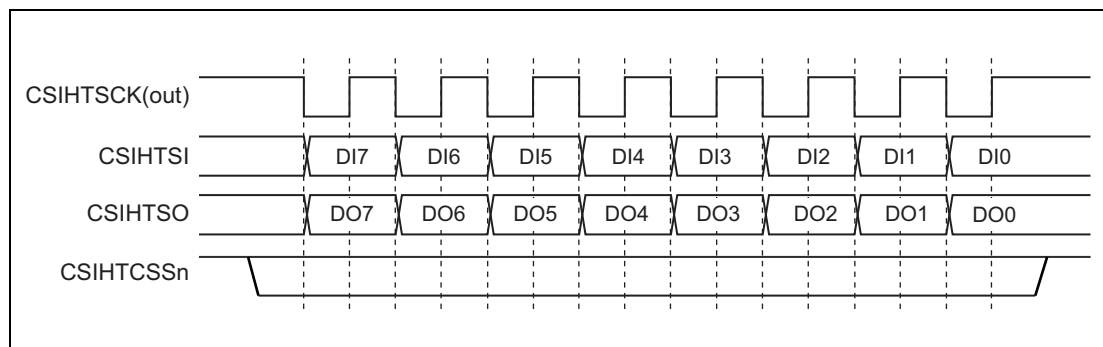 CSIHTSCK(out)
CSIHTSI DI7 DI6 DI5 DI4 DI3 DI2 DI1 DI0
CSIHTSO DO7 DO6 DO5 DO4 DO3 DO2 DO1 DO0
CSIHTCSSn